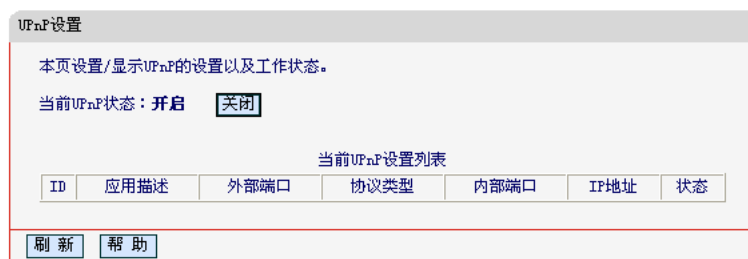 UPnP设置
本页设置/显示UPnP的设置以及工作状态。
当前UPnP状态：开启 关闭
当前UPnP设置列表
ID 应用描述 外部端口 协议类型 内部端口 IP地址 状态
刷 新 帮 助